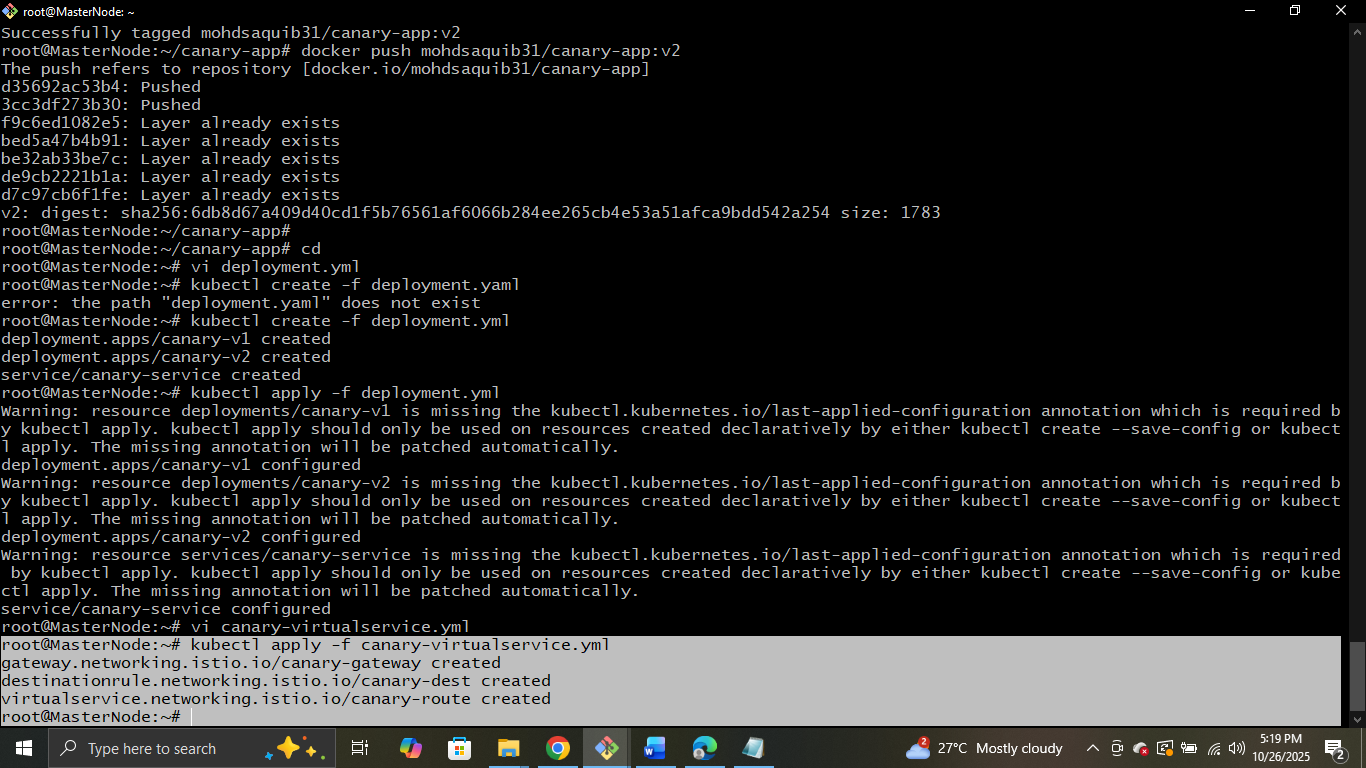 root@MasterNode: ~
Successfully tagged mohdsaquib31/canary-app:v2
root@MasterNode:~/canary-app# docker push mohdsaquib31/canary-app:v2
The push refers to repository [docker.io/mohdsaquib31/canary-app]
d35692ac53b4: Pushed
3cc3df273b30: Pushed
f9c6ed1082e5: Layer already exists
bed5a47b4b91: Layer already exists
be32ab33be7c: Layer already exists
de9cb2221b1a: Layer already exists
d7c97cb6f1fe: Layer already exists
v2: digest: sha256:6db8d67a409d40cd1f5b76561af6066b284ee265cb4e53a51afca9bdd542a254 size: 1783
root@MasterNode:~/canary-app#
root@MasterNode:~/canary-app# cd
root@MasterNode:~# vi deployment.yml
root@MasterNode:~# kubectl create -f deployment.yaml
error: the path "deployment.yaml" does not exist
root@MasterNode:~# kubectl create -f deployment.yml
deployment.apps/canary-v1 created
deployment.apps/canary-v2 created
service/canary-service created
root@MasterNode:~# kubectl apply -f deployment.yml
Warning: resource deployments/canary-v1 is missing the kubectl.kubernetes.io/last-applied-configuration annotation which is required b
y kubectl apply. kubectl apply should only be used on resources created declaratively by either kubectl create --save-config or kubect
l apply. The missing annotation will be patched automatically.
deployment.apps/canary-v1 configured
Warning: resource deployments/canary-v2 is missing the kubectl.kubernetes.io/last-applied-configuration annotation which is required b
y kubectl apply. kubectl apply should only be used on resources created declaratively by either kubectl create --save-config or kubect
l apply. The missing annotation will be patched automatically.
deployment.apps/canary-v2 configured
Warning: resource services/canary-service is missing the kubectl.kubernetes.io/last-applied-configuration annotation which is required
 by kubectl apply. kubectl apply should only be used on resources created declaratively by either kubectl create --save-config or kube
ctl apply. The missing annotation will be patched automatically.
service/canary-service configured
root@MasterNode:~# vi canary-virtualservice.yml
root@MasterNode:~# kubectl apply -f canary-virtualservice.yml
gateway.networking.istio.io/canary-gateway created
destinationrule.networking.istio.io/canary-dest created
virtualservice.networking.istio.io/canary-route created
root@MasterNode:~#
Type here to search
2
27°C Mostly cloudy
5:19 PM
10/26/2025
2